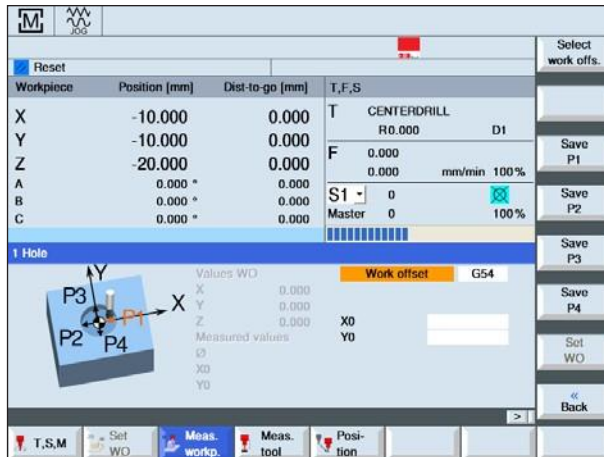 M
JOG
Select
work offs.
Reset
Workpiece Position [mm] Dist-to-go [mm] T,F,S
X -10.000 0.000
Y -10.000 0.000
Z -20.000 0.000
A 0.000 ° 0.000
B 0.000 ° 0.000
C 0.000 ° 0.000
T CENTERDRILL
R0.000 D1
F 0.000
0.000 mm/min 100%
S1 0
Master 0 100%
Save
P1
Save
P2
Save
P3
Save
P4
Set
WO
«
Back
1 Hole
Y
P3
X
P1
P2
P4
Values WO
X 0.000
Y 0.000
Z 0.000
Measured values
Ø
X0
Y0
Work offset G54
X0
Y0
>
T,S,M
Set
WO
Meas.
workp.
Meas.
tool
Posi-
tion